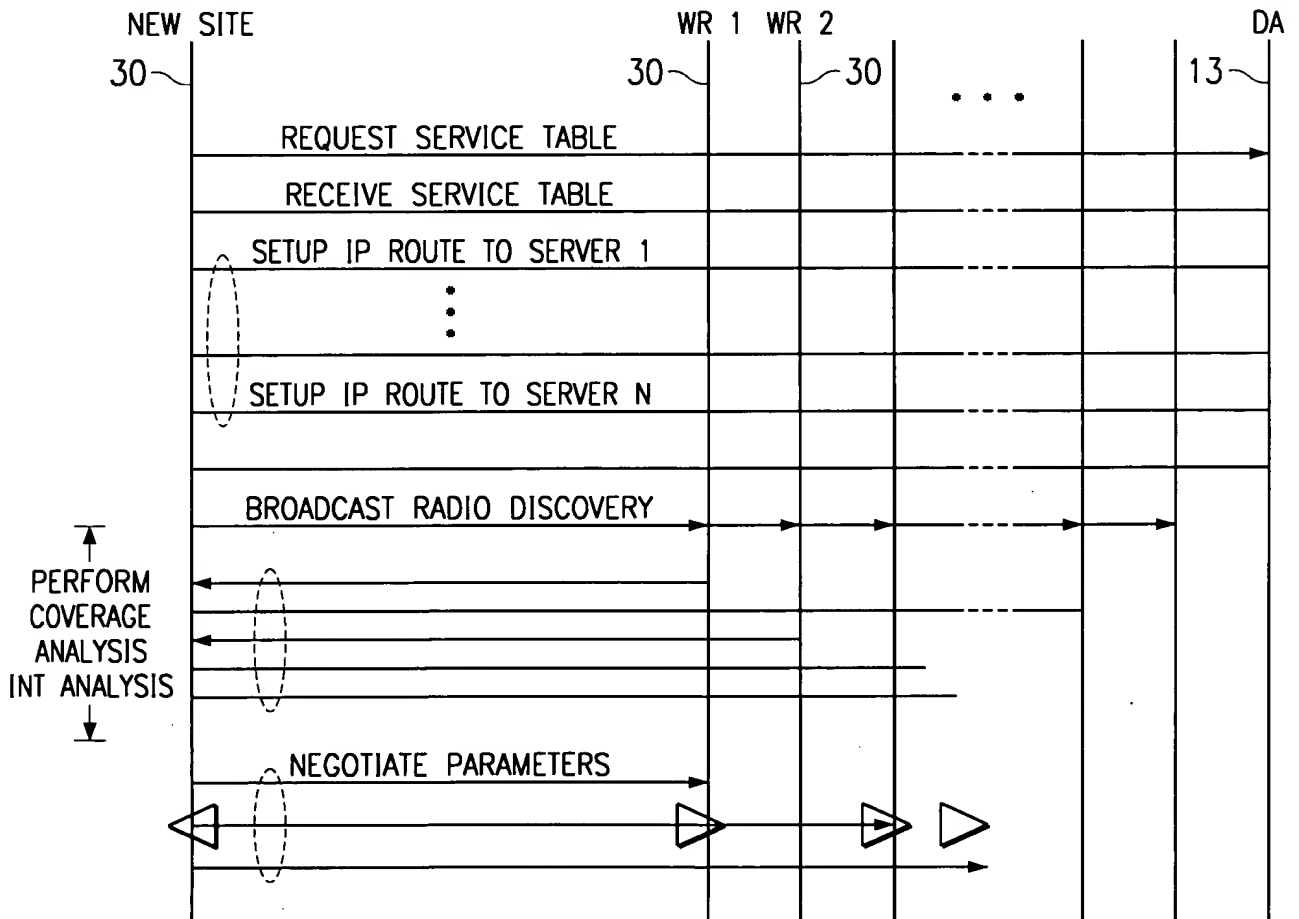 NEW SITE WR 1 WR 2 DA
30 30 30 13
REQUEST SERVICE TABLE
RECEIVE SERVICE TABLE
SETUP IP ROUTE TO SERVER 1
SETUP IP ROUTE TO SERVER N
BROADCAST RADIO DISCOVERY
PERFORM
COVERAGE
ANALYSIS
INT ANALYSIS
NEGOTIATE PARAMETERS